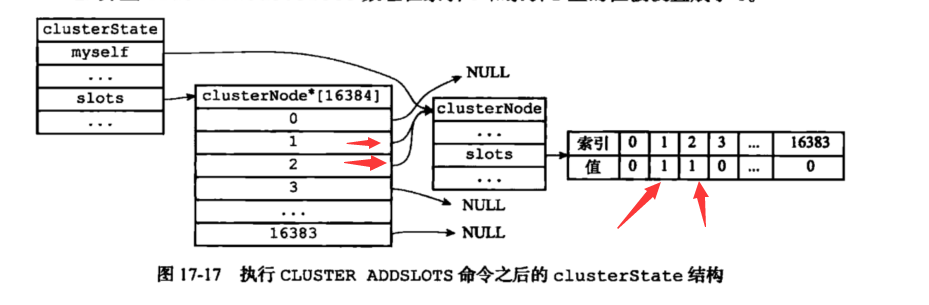 clusterState
myself
...
slots
...
clusterNode*[16384]
0
1
2
3
...
16383
NULL
clusterNode
...
slots
...
NULL
NULL
索引 0 1 2 3 ... 16383
值 0 1 1 0 ... 0
图 17-17 执行 CLUSTER ADDSLOTS 命令之后的 clusterState 结构